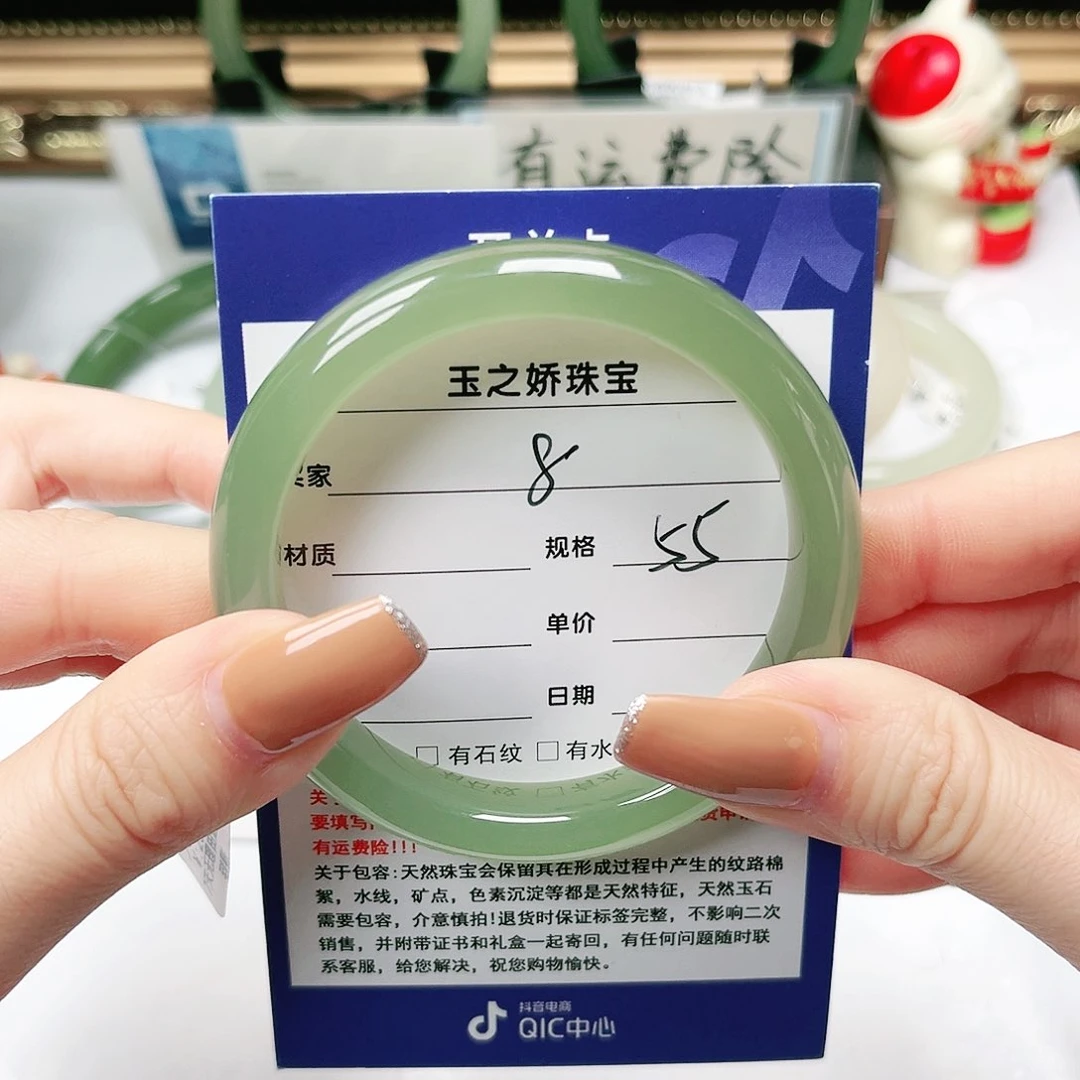 有运费险
玉之娇珠宝
买家 8
材质 规格 55
单价
日期
□有石纹 □有水
关
要填写
有运费险!!!
关于包容:天然珠宝会保留其在形成过程中产生的纹路棉
絮,水线,矿点,色素沉淀等都是天然特征,天然玉石
需要包容,介意慎拍!退货时保证标签完整,不影响二次
销售,并附带证书和礼盒一起寄回,有任何问题随时联
系客服,给您解决,祝您购物愉快。
抖音电商
QIC中心